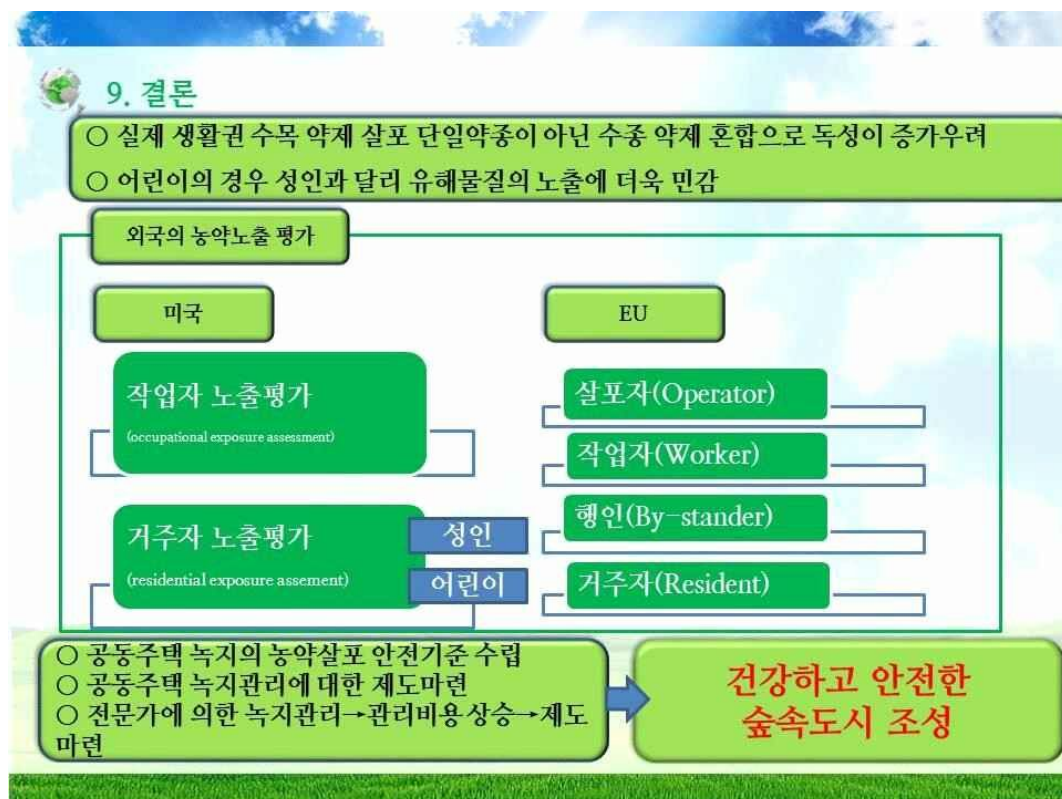 9. 결론
○ 실제 생활권 수목 약제 살포 단일약종이 아닌 수종 약제 혼합으로 독성이 증가우려
○ 어린이의 경우 성인과 달리 유해물질의 노출에 더욱 민감
외국의 농약노출 평가
미국
작업자 노출평가
(occupational exposure assessment)
거주자 노출평가
(residential exposure assement)
성인
어린이
EU
살포자(Operator)
작업자(Worker)
행인(By-stander)
거주자(Resident)
○ 공동주택 녹지의 농약살포 안전기준 수립
○ 공동주택 녹지관리에 대한 제도마련
○ 전문가에 의한 녹지관리→관리비용상승→제도
마련
건강하고 안전한
숲속도시 조성